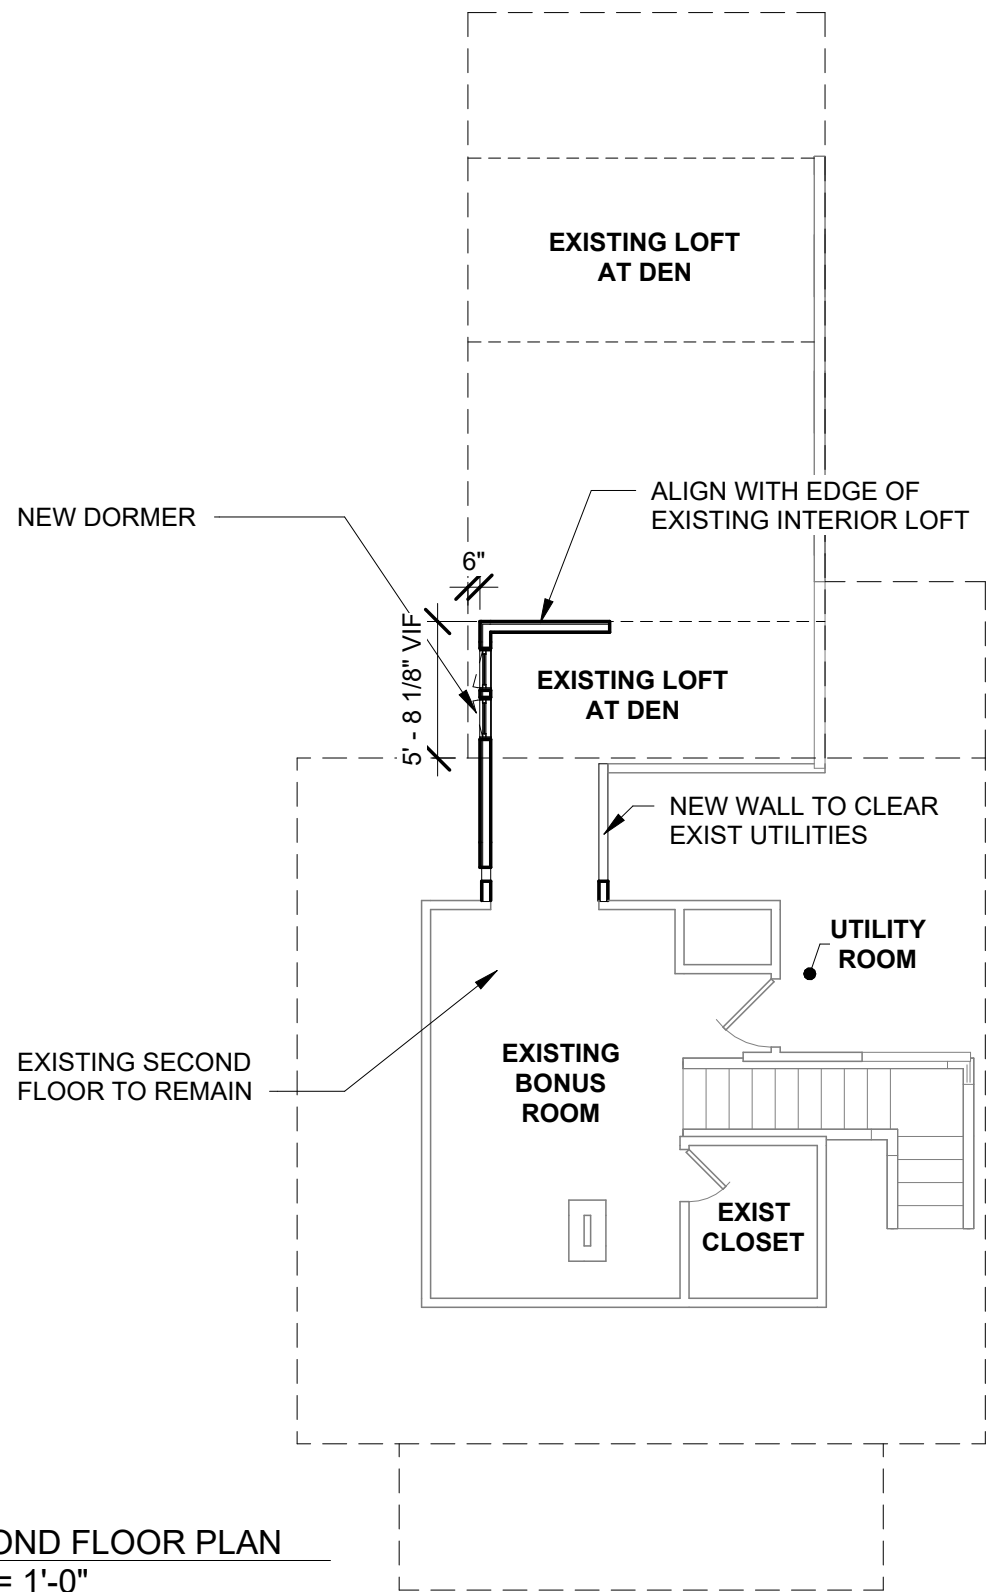 EXISTING LOFT
AT DEN
NEW DORMER
ALIGN WITH EDGE OF
EXISTING INTERIOR LOFT
6"
5' - 8 1/8" VIF
EXISTING LOFT
AT DEN
NEW WALL TO CLEAR
EXIST UTILITIES
UTILITY
ROOM
EXISTING SECOND
FLOOR TO REMAIN
EXISTING
BONUS
ROOM
EXIST
CLOSET
OND FLOOR PLAN
= 1'-0"